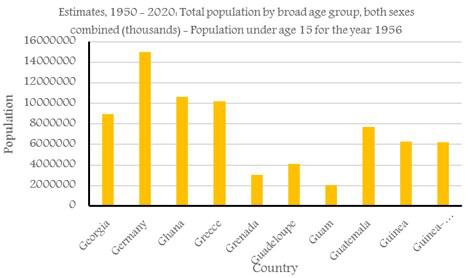 Estimates, 1950 - 2020: Total population by broad age group, both sexes
combined (thousands) - Population under age 15 for the year 1956
16000000
14000000
12000000
10000000
8000000
6000000
4000000
2000000
0
Population
Georgia
Germany
Ghana
Greece
Grenada
Guadeloupe
Guam
Guatemala
Guinea
Guinea-…
Country